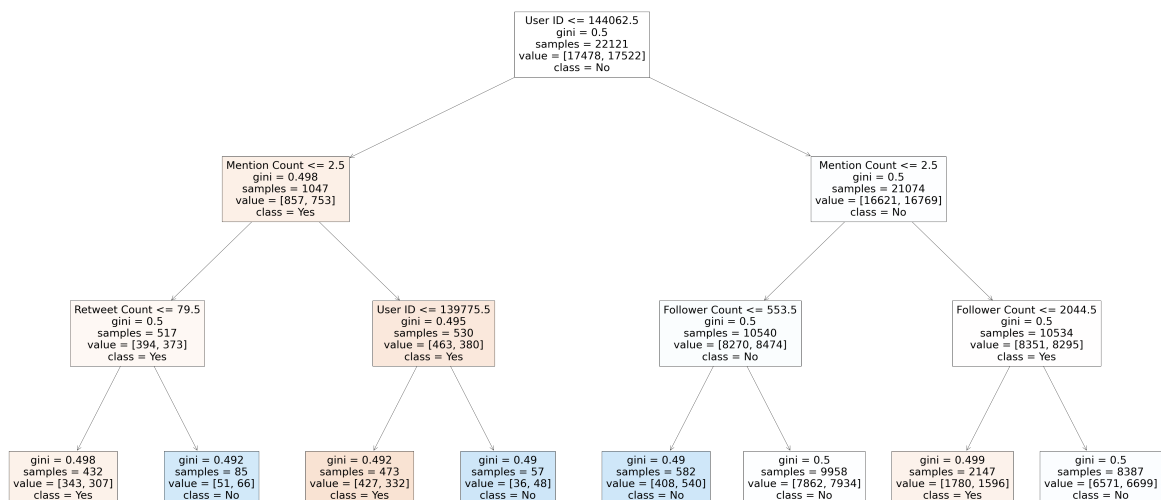 User ID <= 144062.5
gini = 0.5
samples = 22121
value = [17478, 17522]
class = No
Mention Count <= 2.5
gini = 0.498
samples = 1047
value = [857, 753]
class = Yes
Mention Count <= 2.5
gini = 0.5
samples = 21074
value = [16621, 16769]
class = No
Retweet Count <= 79.5
gini = 0.5
samples = 517
value = [394, 373]
class = Yes
User ID <= 139775.5
gini = 0.495
samples = 530
value = [463, 380]
class = Yes
Follower Count <= 553.5
gini = 0.5
samples = 10540
value = [8270, 8474]
class = No
Follower Count <= 2044.5
gini = 0.5
samples = 10534
value = [8351, 8295]
class = Yes
gini = 0.498
samples = 432
value = [343, 307]
class = Yes
gini = 0.492
samples = 85
value = [51, 66]
class = No
gini = 0.492
samples = 473
value = [427, 332]
class = Yes
gini = 0.49
samples = 57
value = [36, 48]
class = No
gini = 0.49
samples = 582
value = [408, 540]
class = No
gini = 0.5
samples = 9958
value = [7862, 7934]
class = No
gini = 0.499
samples = 2147
value = [1780, 1596]
class = Yes
gini = 0.5
samples = 8387
value = [6571, 6699]
class = No